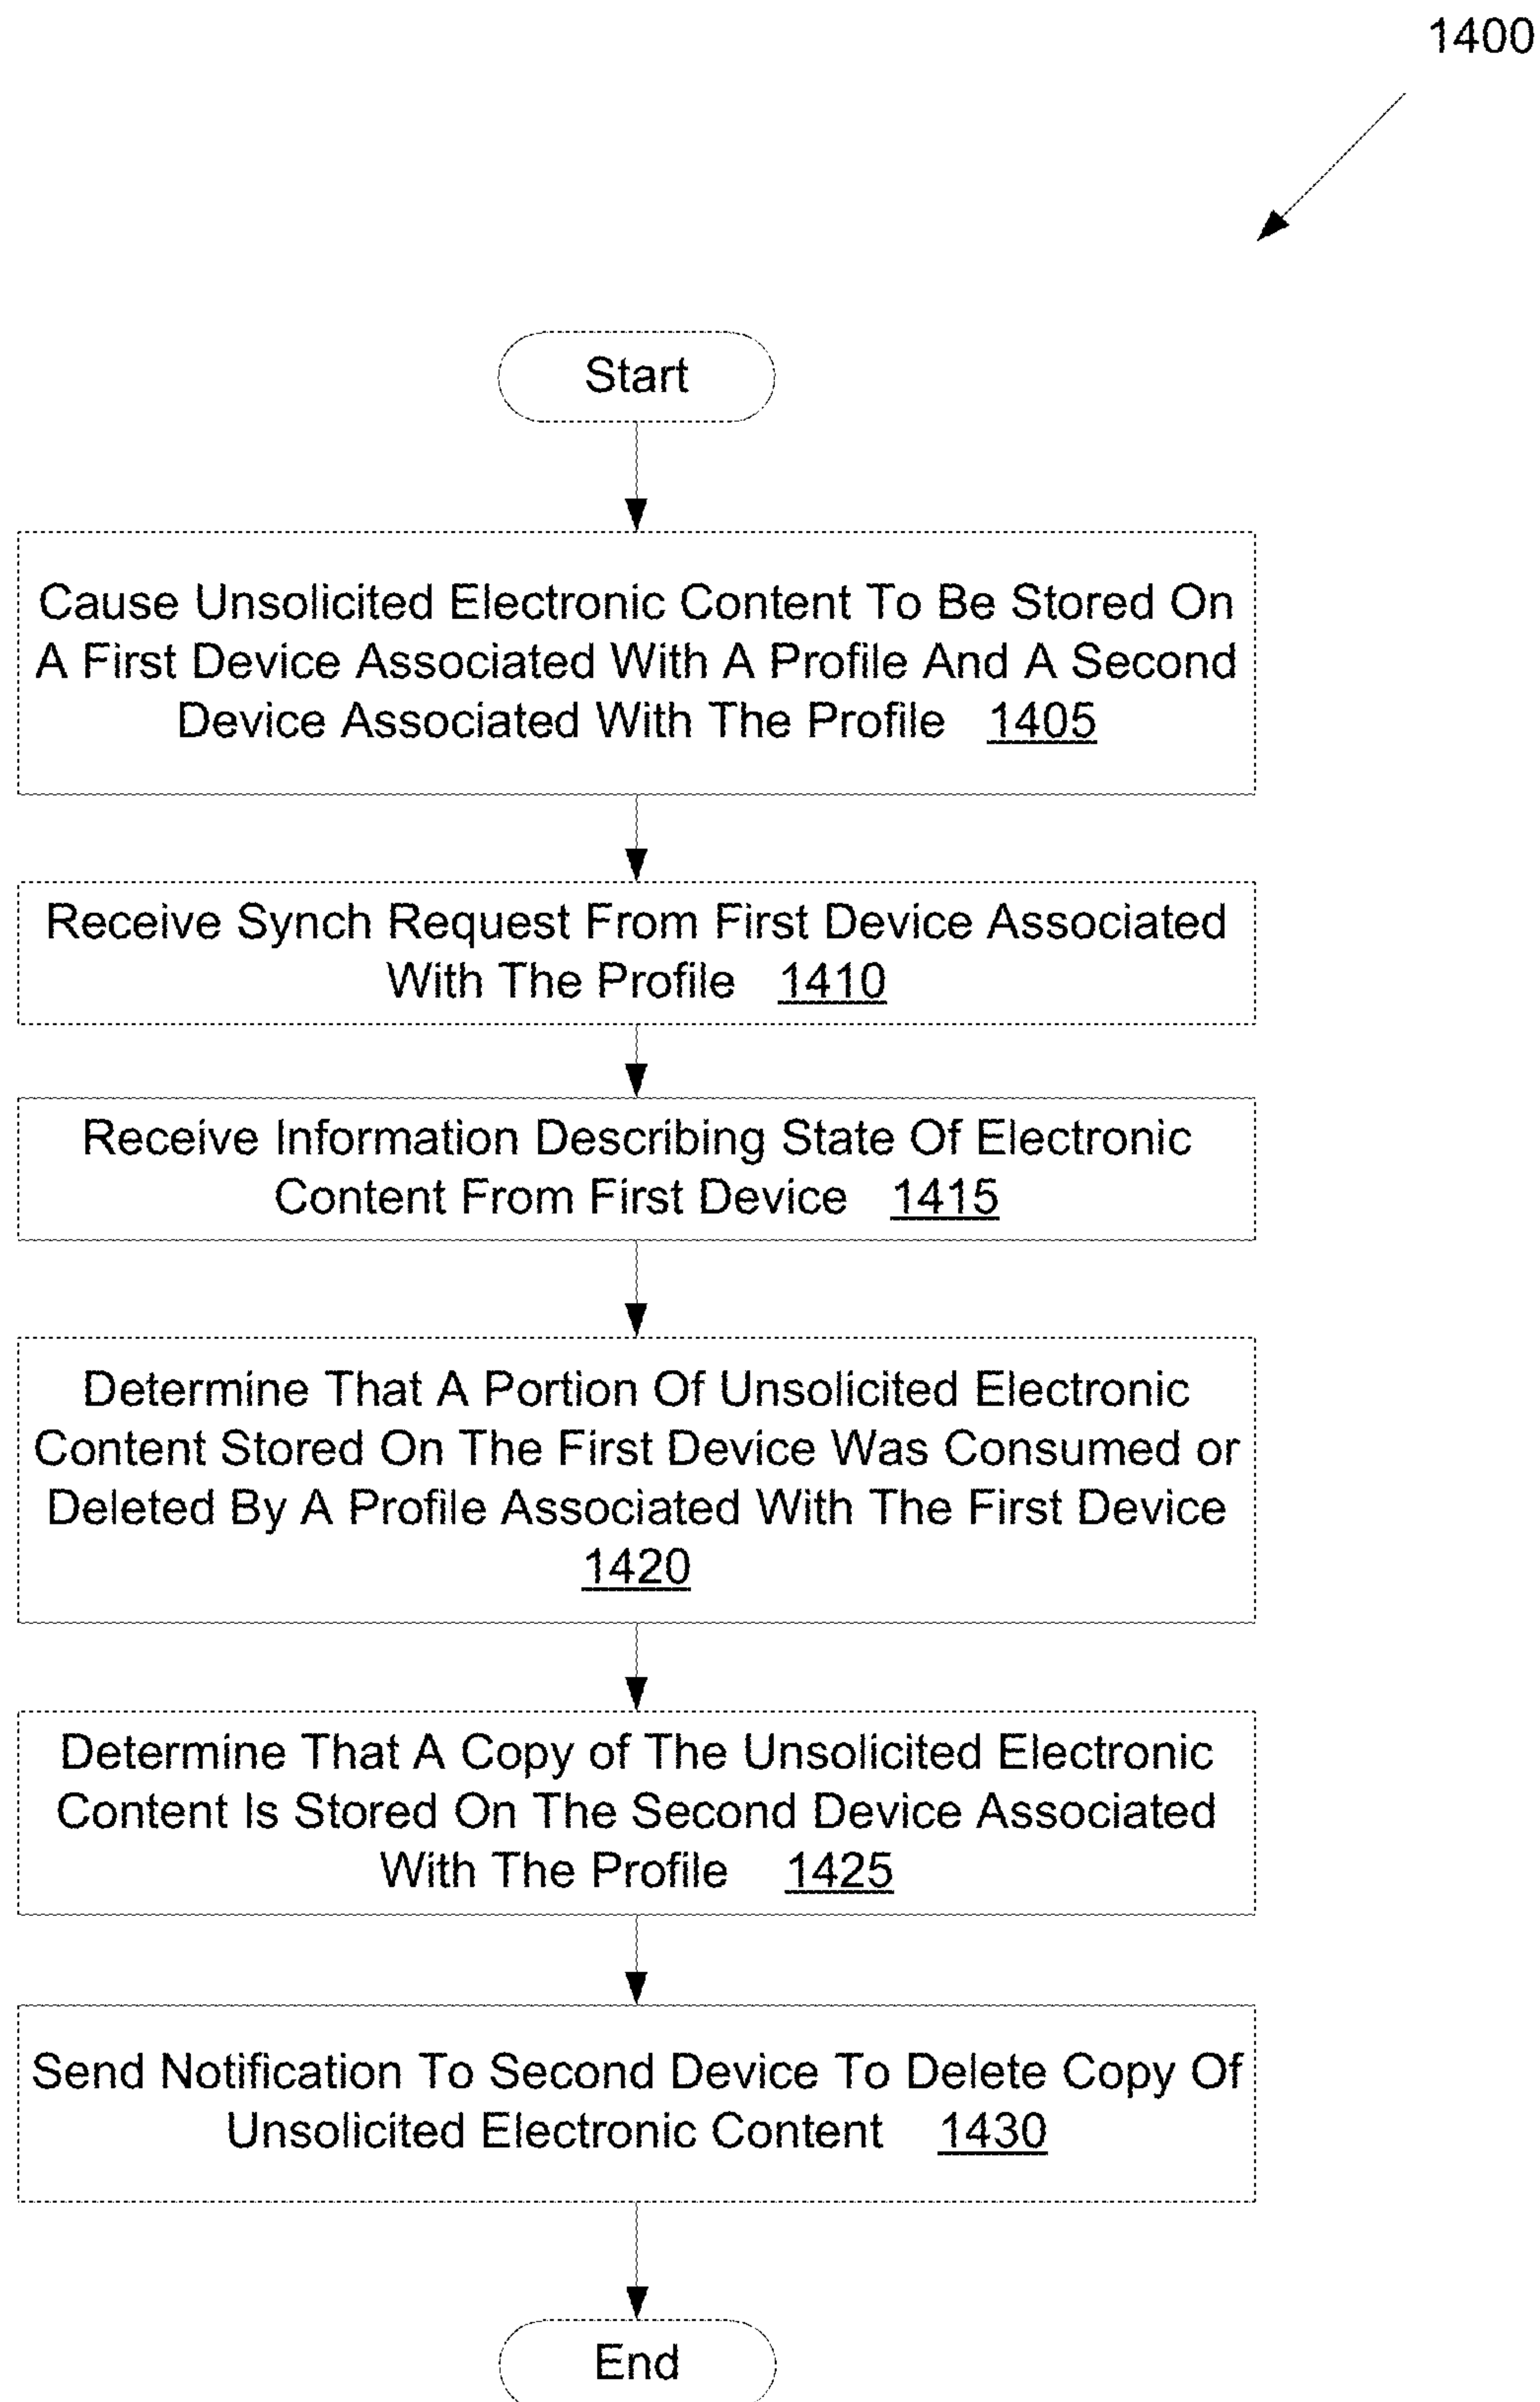 1400
Start
Cause Unsolicited Electronic Content To Be Stored On
A First Device Associated With A Profile And A Second
Device Associated With The Profile 1405
Receive Synch Request From First Device Associated
With The Profile 1410
Receive Information Describing State Of Electronic
Content From First Device 1415
Determine That A Portion Of Unsolicited Electronic
Content Stored On The First Device Was Consumed or
Deleted By A Profile Associated With The First Device
1420
Determine That A Copy of The Unsolicited Electronic
Content Is Stored On The Second Device Associated
With The Profile 1425
Send Notification To Second Device To Delete Copy Of
Unsolicited Electronic Content 1430
End